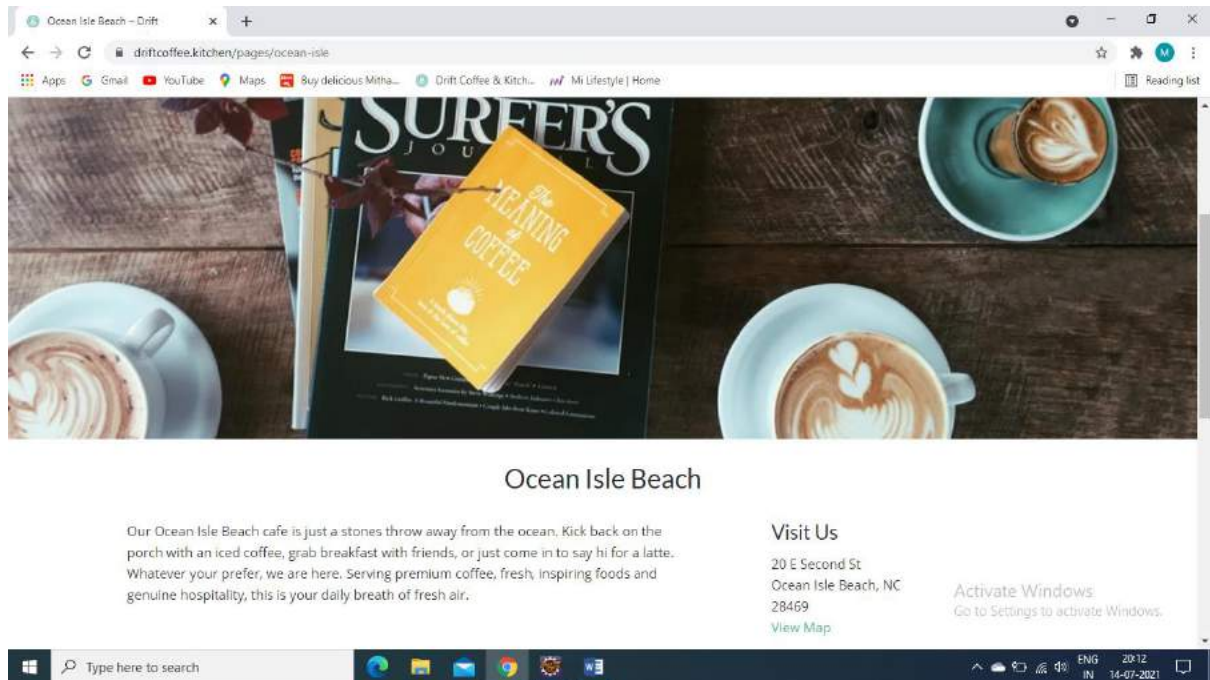 Ocean Isle Beach – Drift
driftcoffee.kitchen/pages/ocean-isle
Apps Gmail YouTube Maps Buy delicious Mitha... Drift Coffee & Kitch... Mi Lifestyle | Home Reading list
SURFER'S
JOURNAL
The
MEANING
of
COFFEE
Ocean Isle Beach
Our Ocean Isle Beach cafe is just a stones throw away from the ocean. Kick back on the
porch with an iced coffee, grab breakfast with friends, or just come in to say hi for a latte.
Whatever your prefer, we are here. Serving premium coffee, fresh, inspiring foods and
genuine hospitality, this is your daily breath of fresh air.
Visit Us
20 E Second St
Ocean Isle Beach, NC
28469
View Map
Activate Windows
Go to Settings to activate Windows.
Type here to search
ENG 20:12
IN 14-07-2021